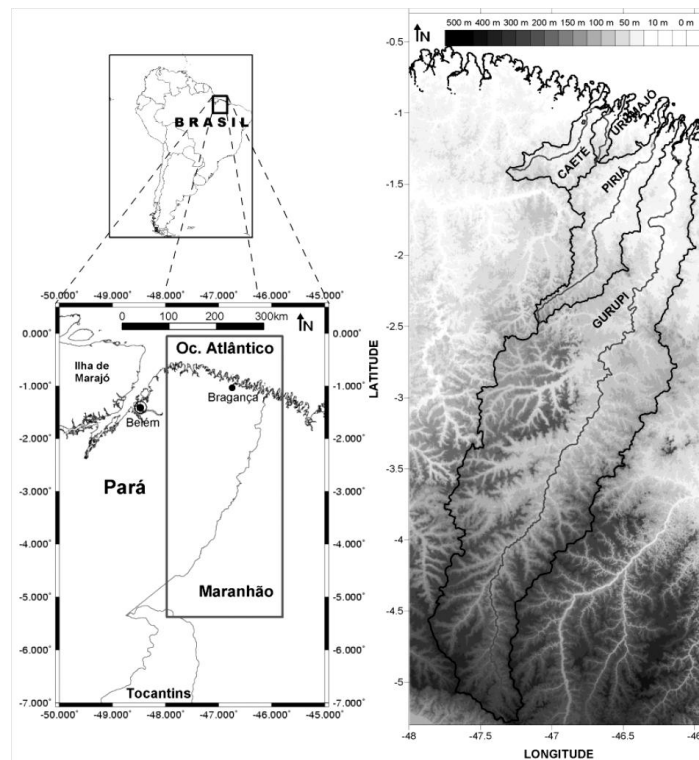 BRASIL
-50.000° -49.000° -48.000° -47.000° -46.000° -45.000°
0 100 200 300km
N
0.000° 0.000°
Oc. Atlântico
Ilha de
Marajó
-1.000° -1.000°
Bragança
Belém
-2.000° -2.000°
Pará
-3.000° -3.000°
-4.000° -4.000°
Maranhão
-5.000° -5.000°
-6.000° -6.000°
Tocantins
-7.000° -7.000°
-50.000° -49.000° -48.000° -47.000° -46.000° -45.000°
500 m 400 m 300 m 200 m 150 m 100 m 50 m 10 m 0 m
N
-0.5
-1
URUMAJÓ
CAETÉ
-1.5
PIRIÁ
-2
GURUPI
-2.5
LATITUDE
-3
-3.5
-4
-4.5
-5
-48 -47.5 -47 -46.5 -46
LONGITUDE